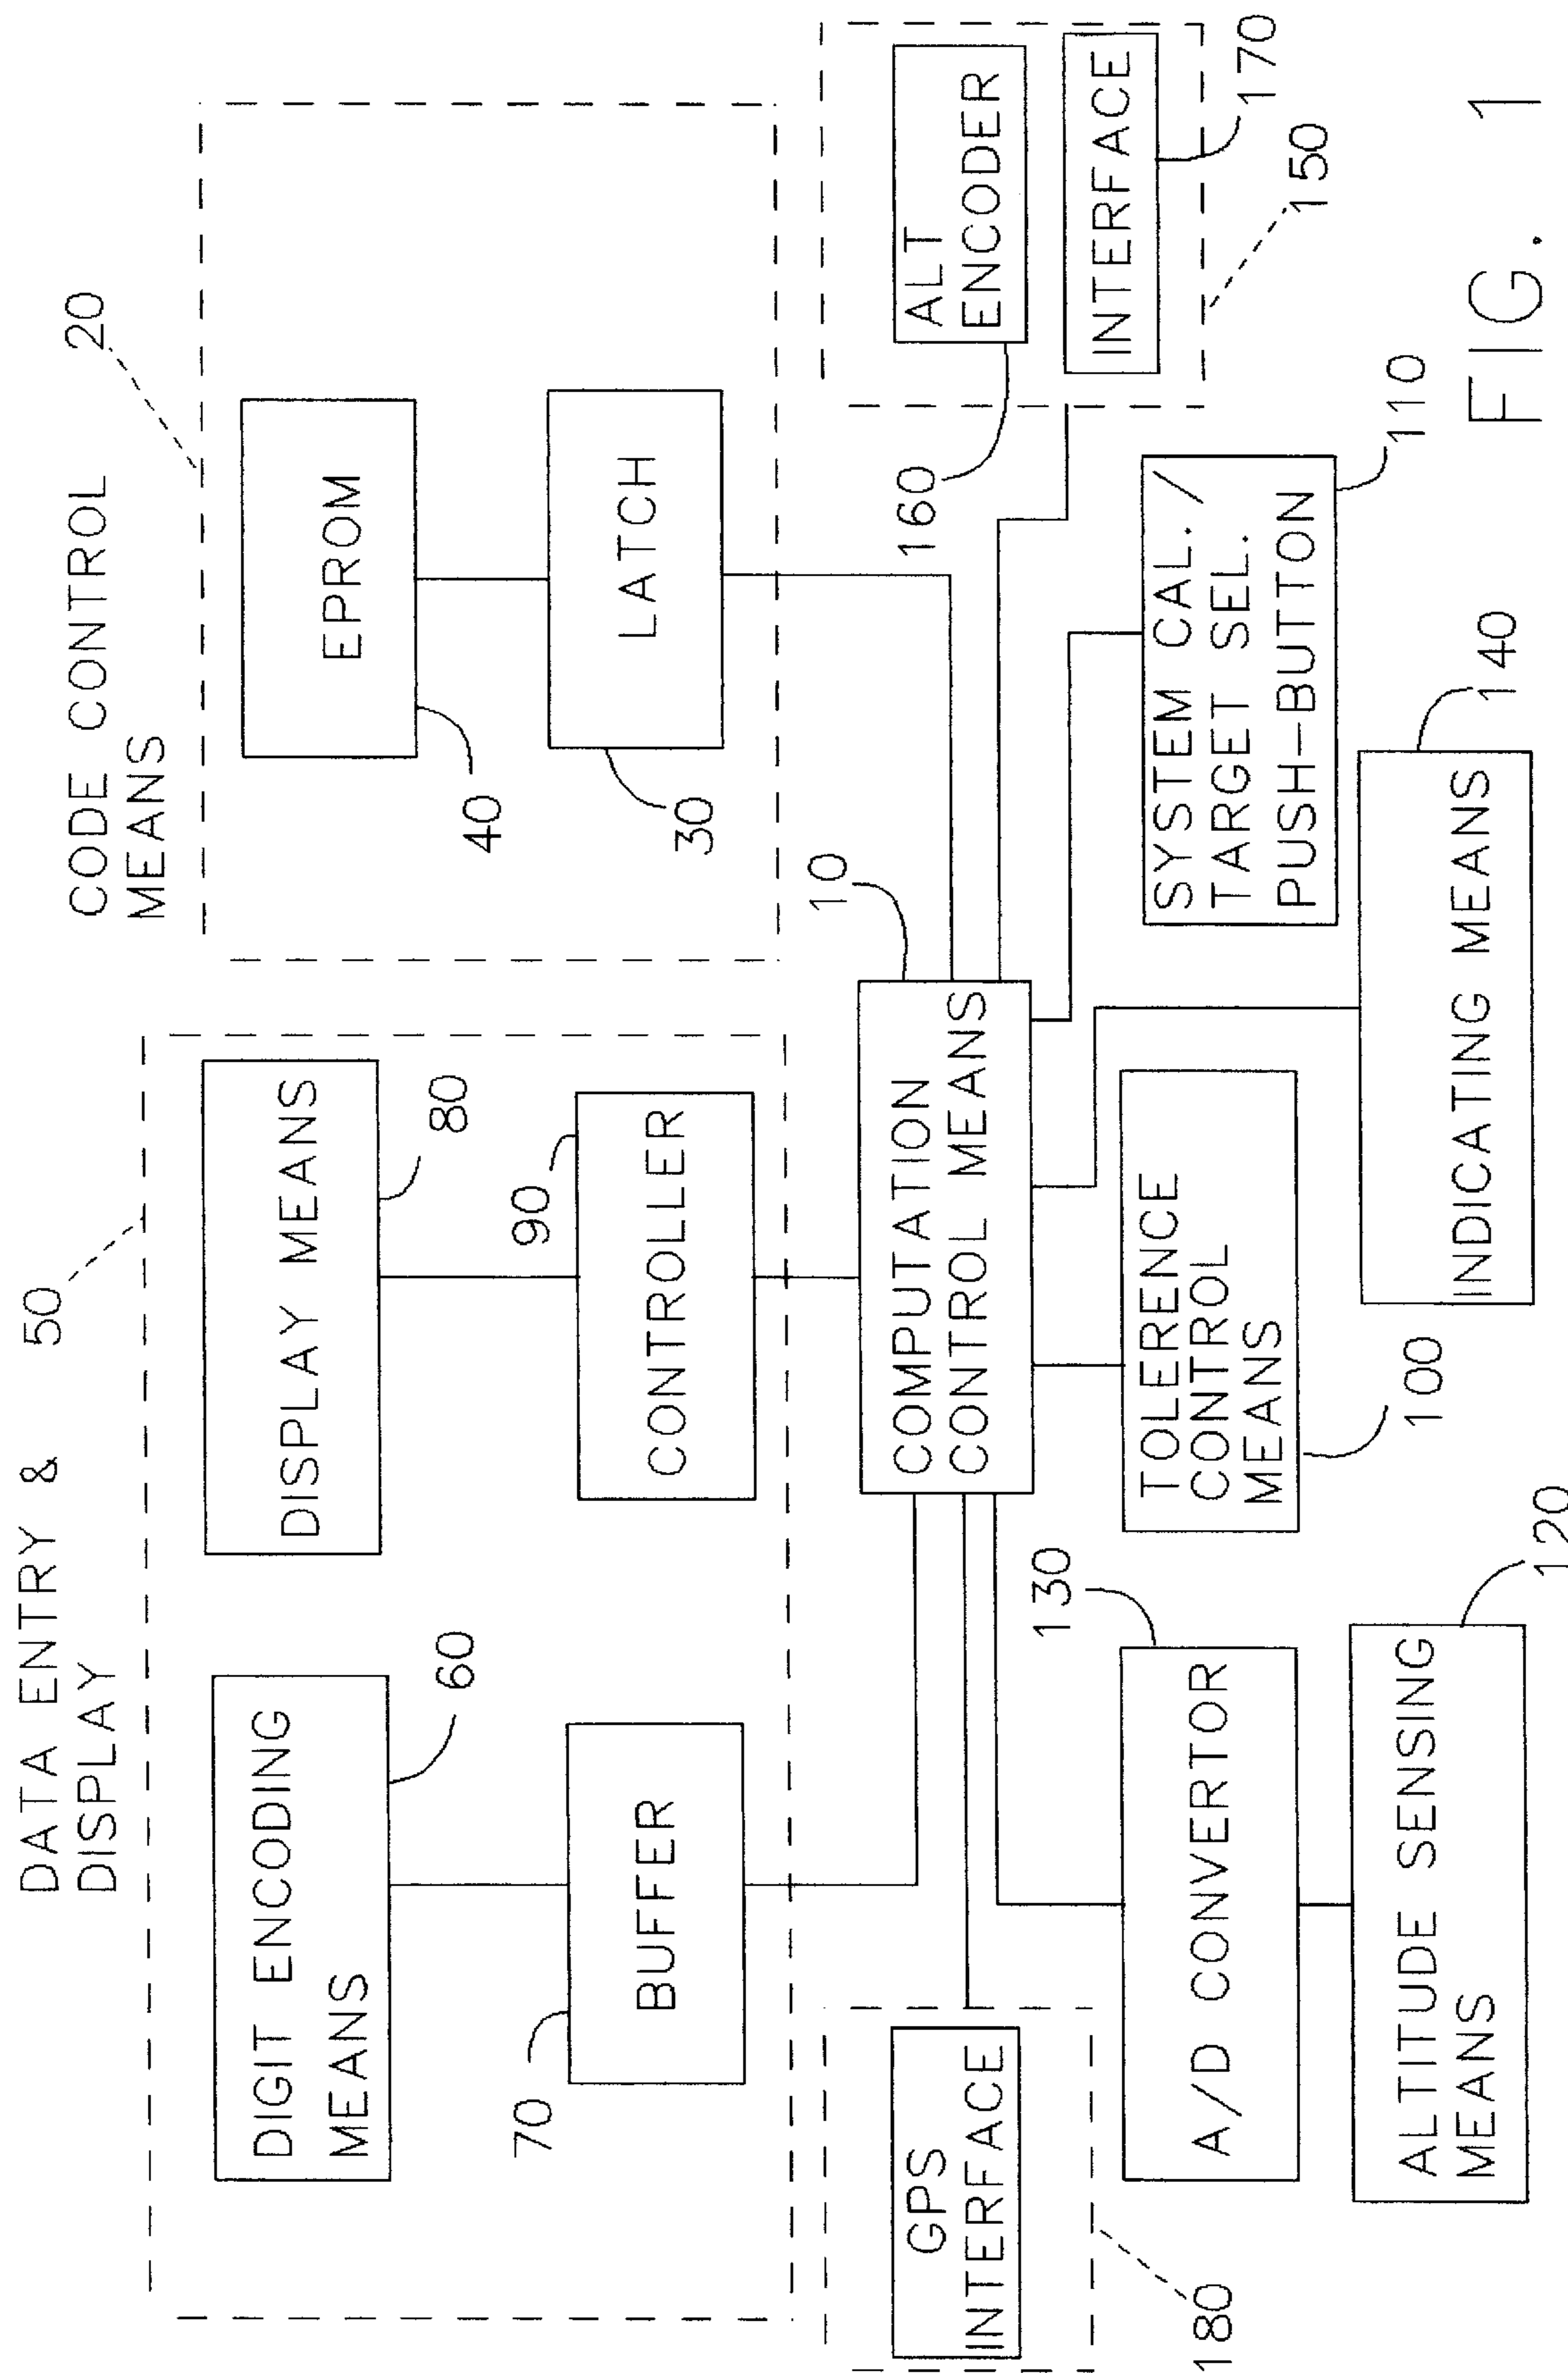 DATA ENTRY &
DISPLAY
50
CODE CONTROL
MEANS
20
DIGIT ENCODING
MEANS
60
DISPLAY MEANS
80
EPROM
40
BUFFER
70
CONTROLLER
90
LATCH
30
GPS
INTERFACE
180
COMPUTATION
CONTROL MEANS
10
ALT
ENCODER
160
INTERFACE
170
150
A/D CONVERTOR
130
TOLERENCE
CONTROL
MEANS
100
SYSTEM CAL./
TARGET SEL.
PUSH-BUTTON
110
ALTITUDE SENSING
MEANS
120
INDICATING MEANS
140
FIG. 1